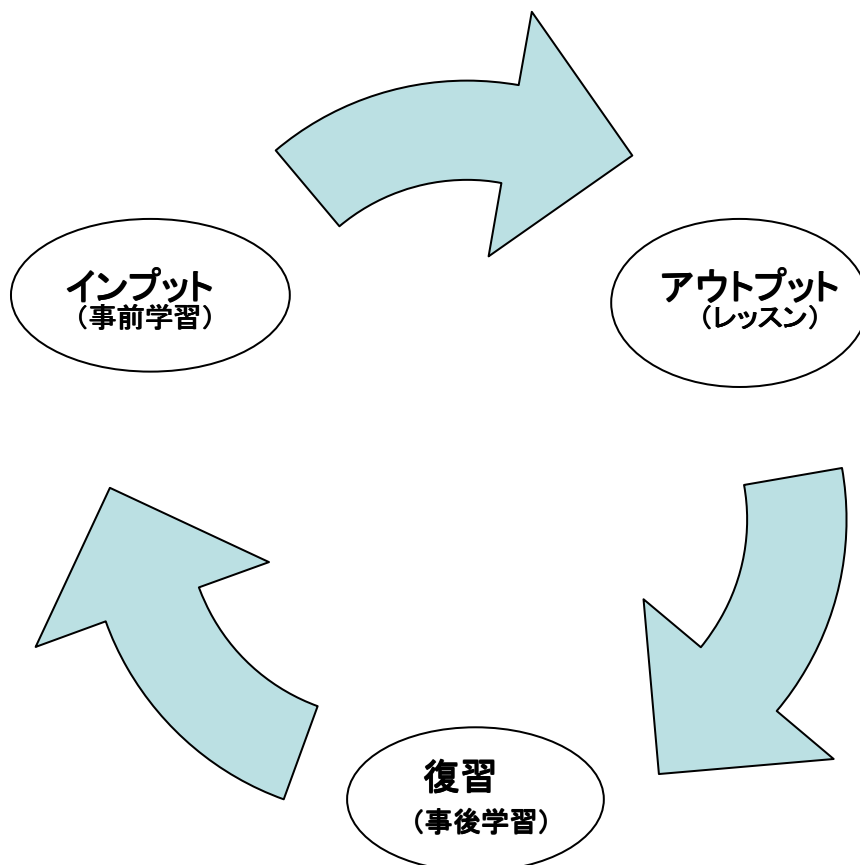 インプット
（事前学習）
アウトプット
（レッスン）
復習
（事後学習）